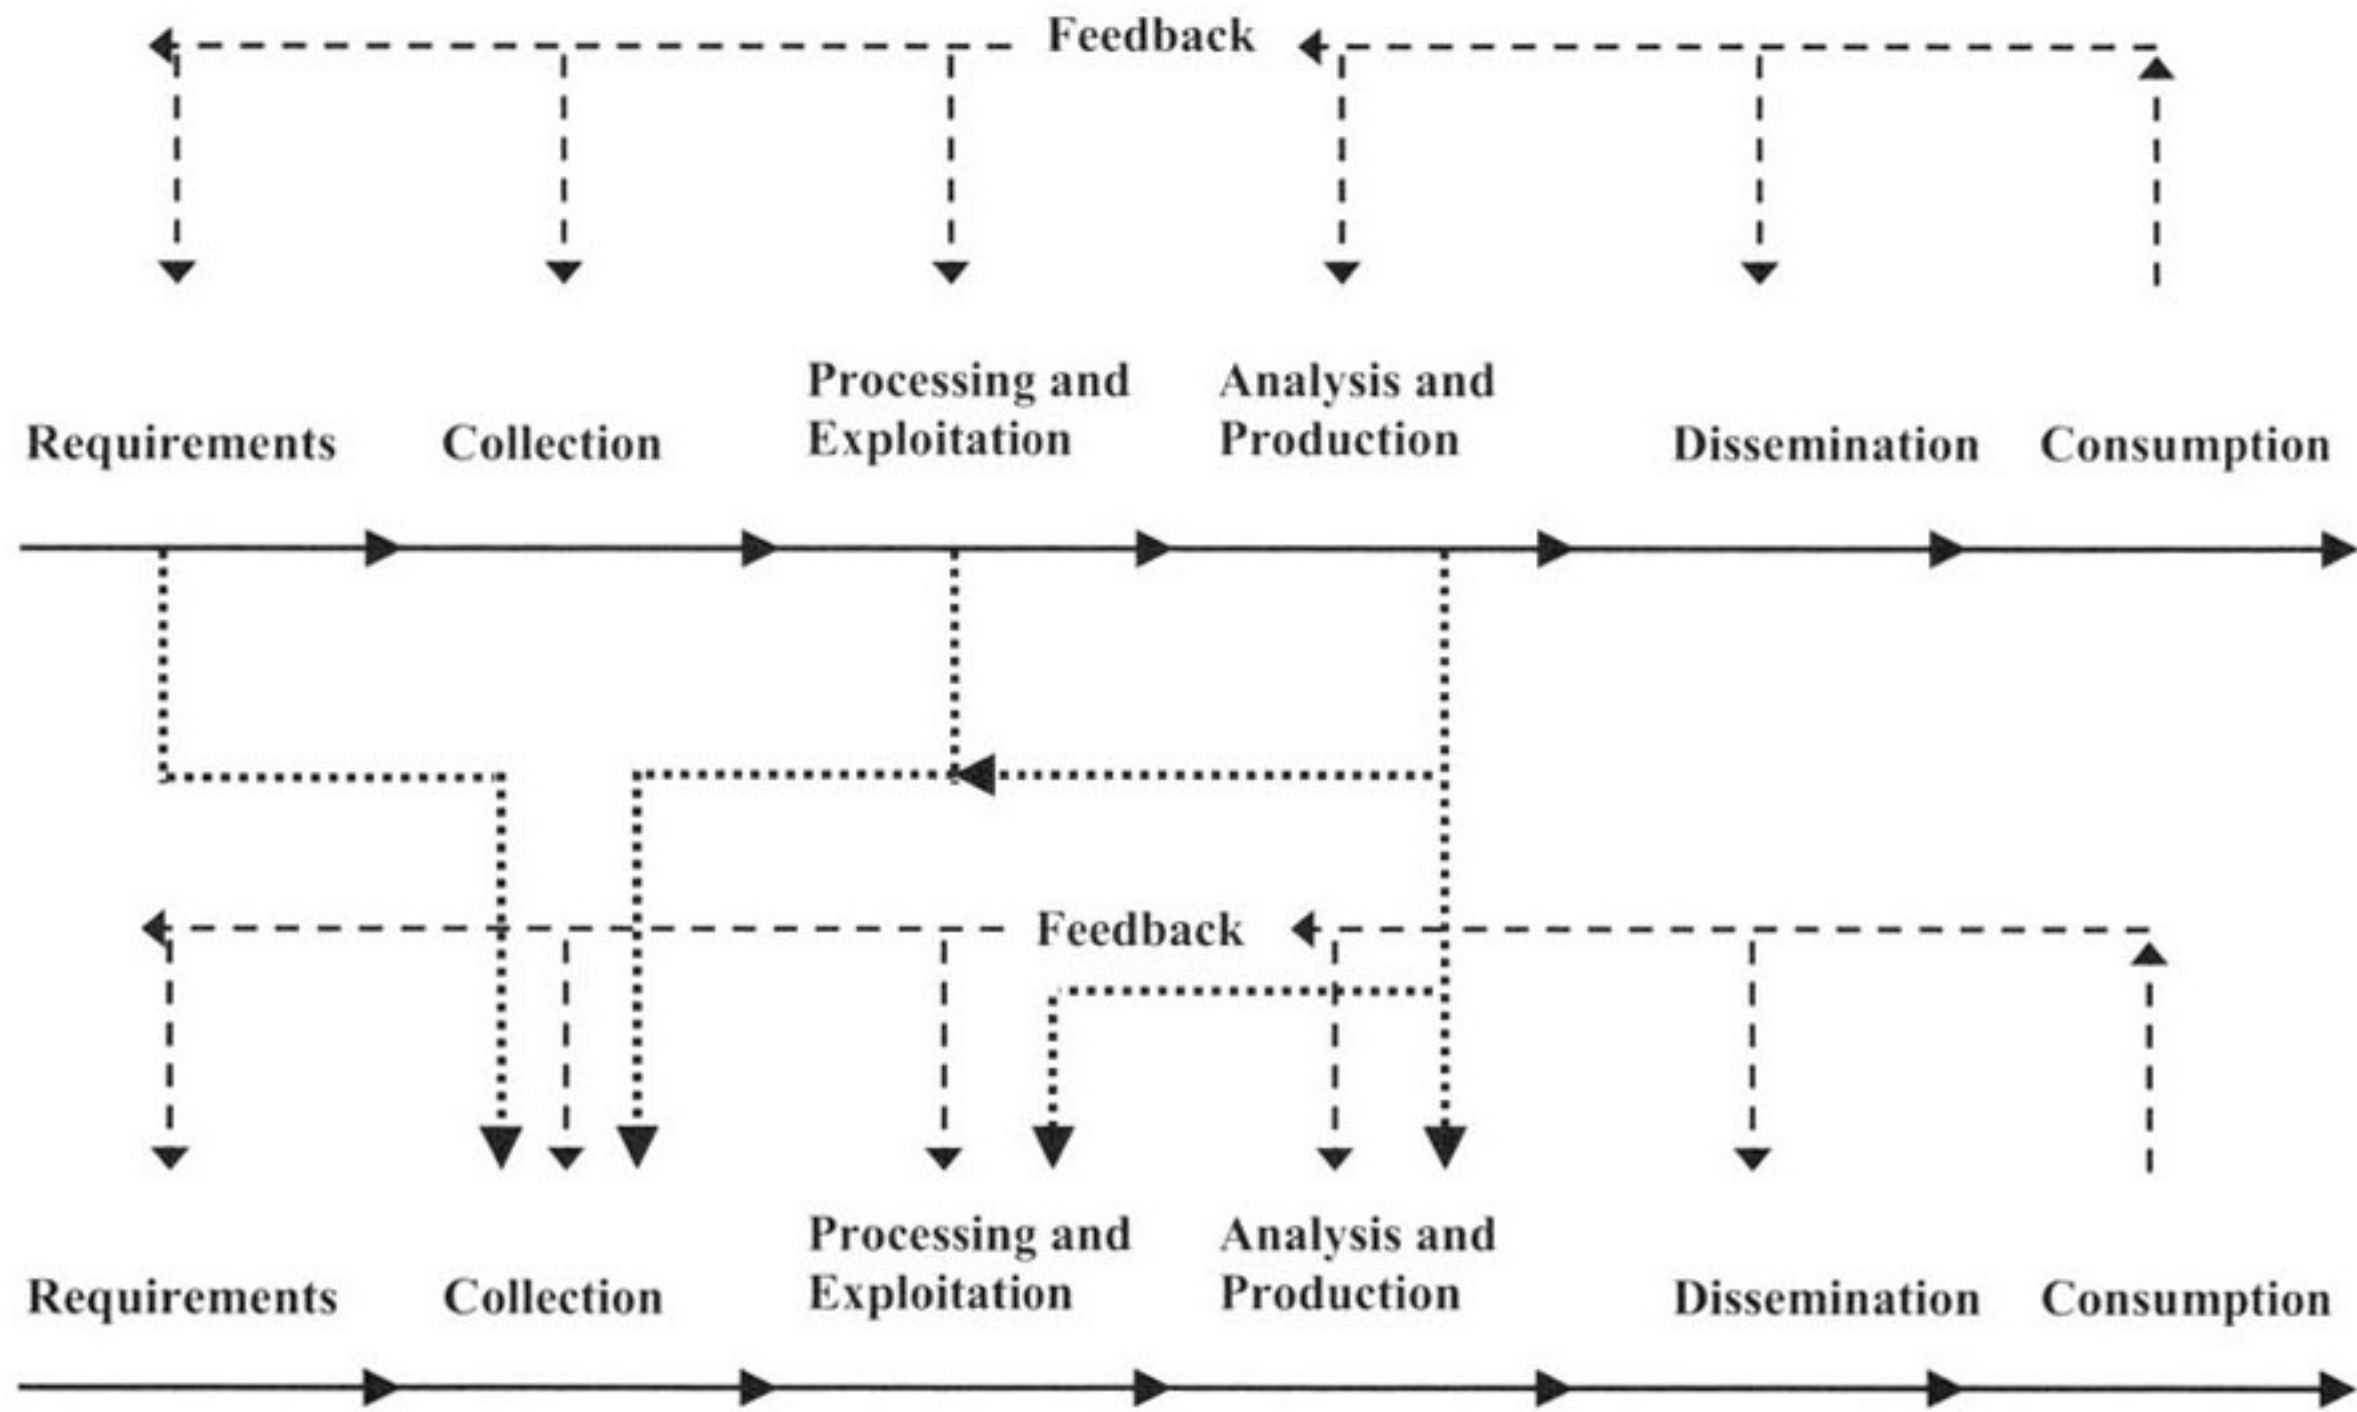 Feedback
Processing and
Exploitation
Analysis and
Production
Requirements
Collection
Dissemination
Consumption
Feedback
Processing and
Exploitation
Analysis and
Production
Requirements
Collection
Dissemination
Consumption